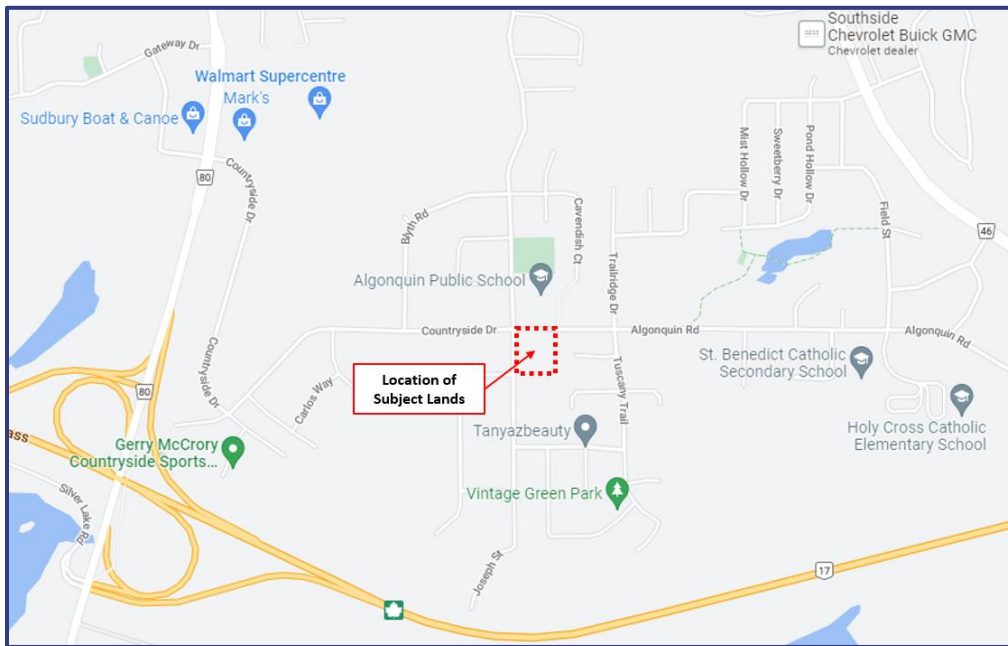 Southside
Chevrolet Buick GMC
Chevrolet dealer
Gateway Dr
Walmart Supercentre
Mark's
Sudbury Boat & Canoe
80
Countryside Dr
Mist Hollow Dr
Sweetberry Dr
Pond Hollow Dr
Field St
46
Blyth Rd
Cavendish Ct
Trailridge Dr
Algonquin Public School
Countryside Dr
Algonquin Rd
Algonquin Rd
St. Benedict Catholic
Secondary School
Countryside Dr
Carlos Way
Location of
Subject Lands
Tuscany Trail
80
Holy Cross Catholic
Elementary School
Tanyazbeauty
ass
Gerry McCrory
Countryside Sports...
Silver Lake Rd
Vintage Green Park
Joseph St
17